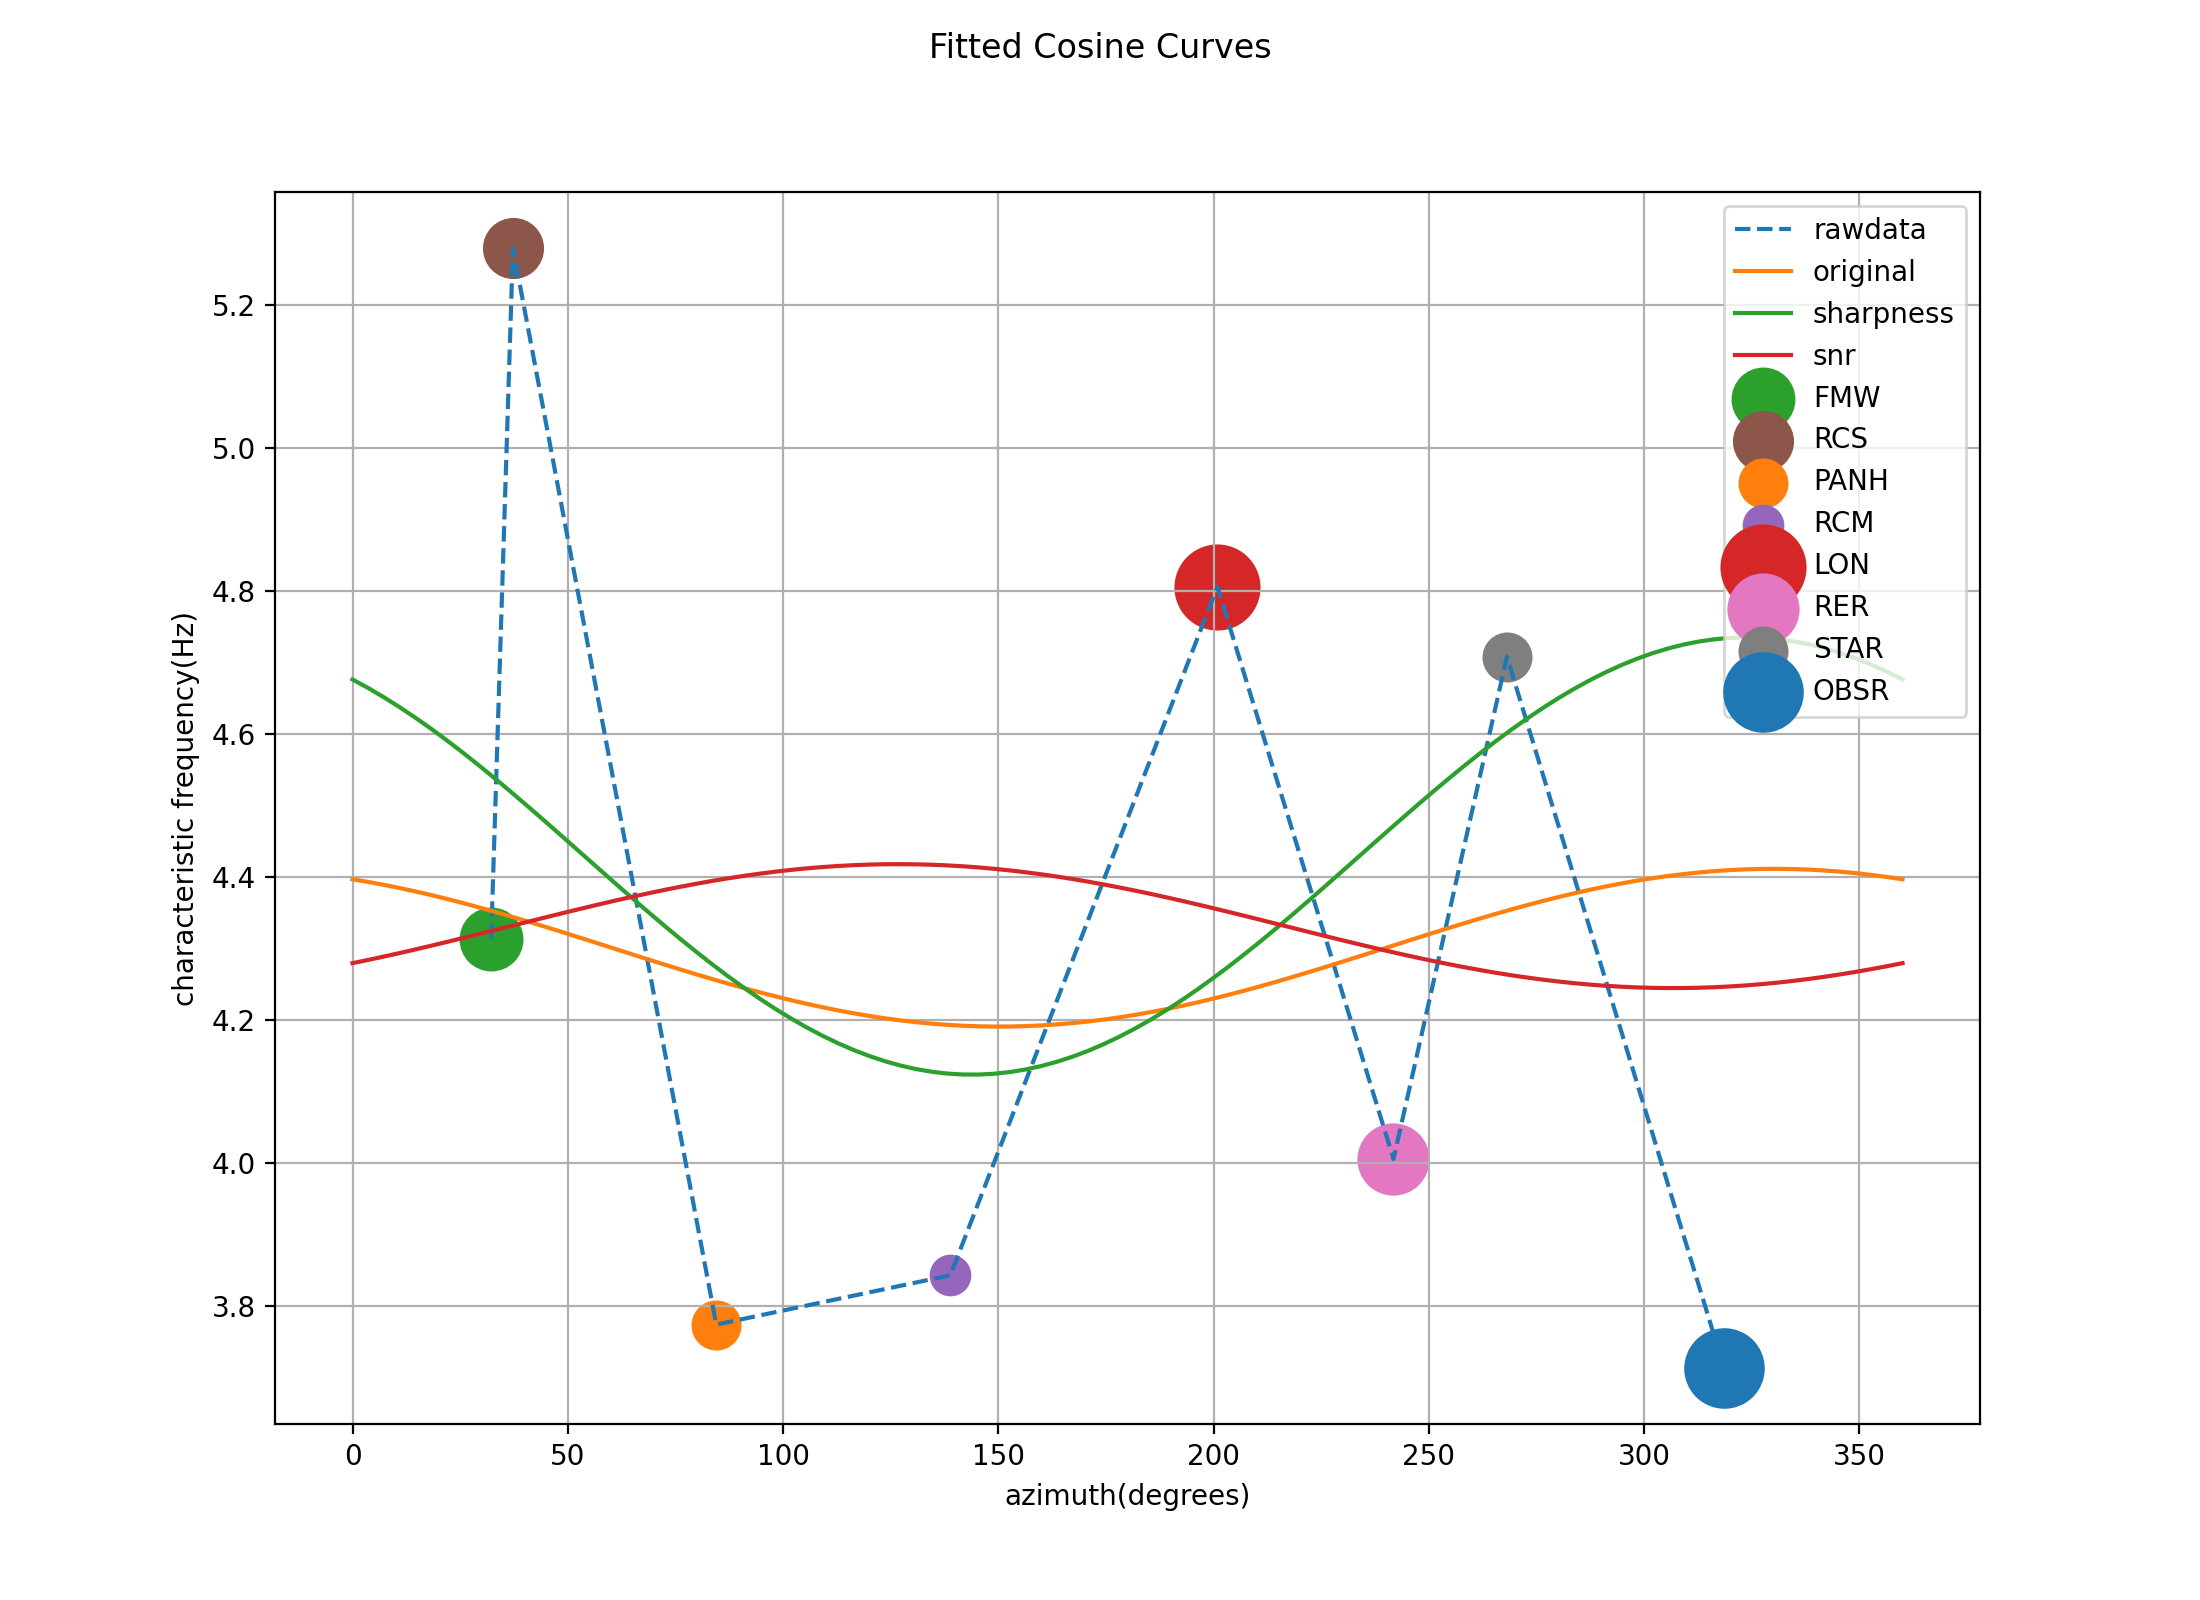 Fitted Cosine Curves
characteristic frequency(Hz)
5.2
5.0
4.8
4.6
4.4
4.2
4.0
3.8
rawdata
original
sharpness
snr
FMW
RCS
PANH
RCM
LON
RER
STAR
OBSR
0 50 100 150 200 250 300 350
azimuth(degrees)